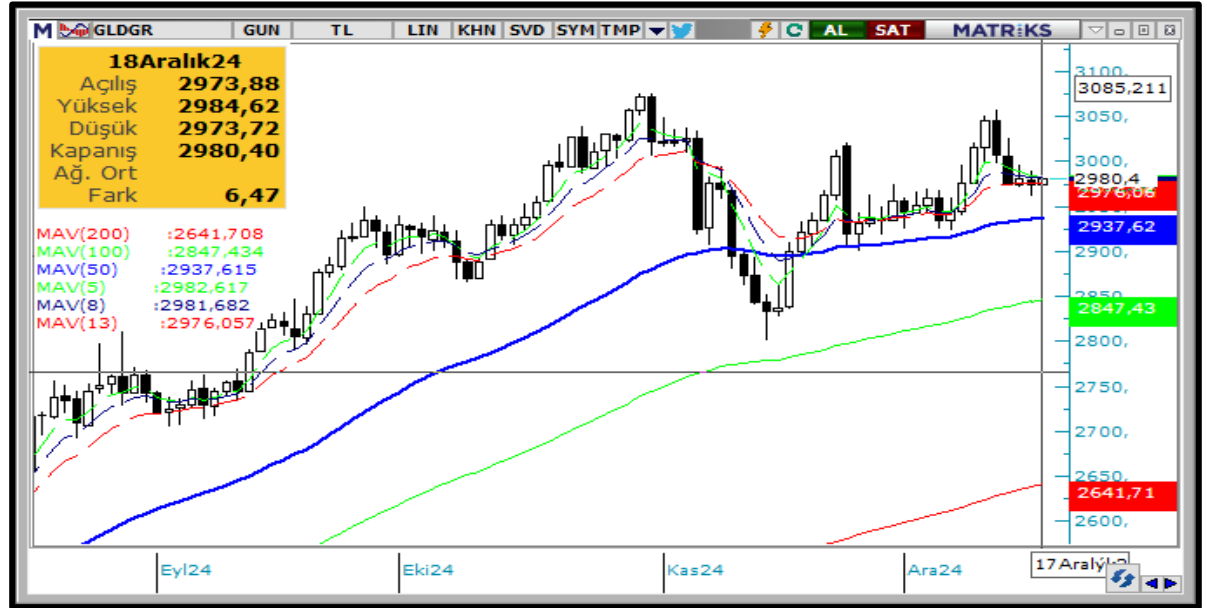 M GLDGR GUN TL LIN KHN SVD SYM TMP C AL SAT MATRiKS
18Aralık24
Açılış 2973,88
Yüksek 2984,62
Düşük 2973,72
Kapanış 2980,40
Ağ. Ort
Fark 6,47
MAV(200) :2641,708
MAV(100) :2847,434
MAV(50) :2937,615
MAV(5) :2982,617
MAV(8) :2981,682
MAV(13) :2976,057
3100,
3085,211
3050,
3000,
2980,4
2976,06
2937,62
2900,
2850,
2847,43
2800,
2750,
2700,
2650,
2641,71
2600,
Eyl24 Eki24 Kas24 Ara24 17Aralý